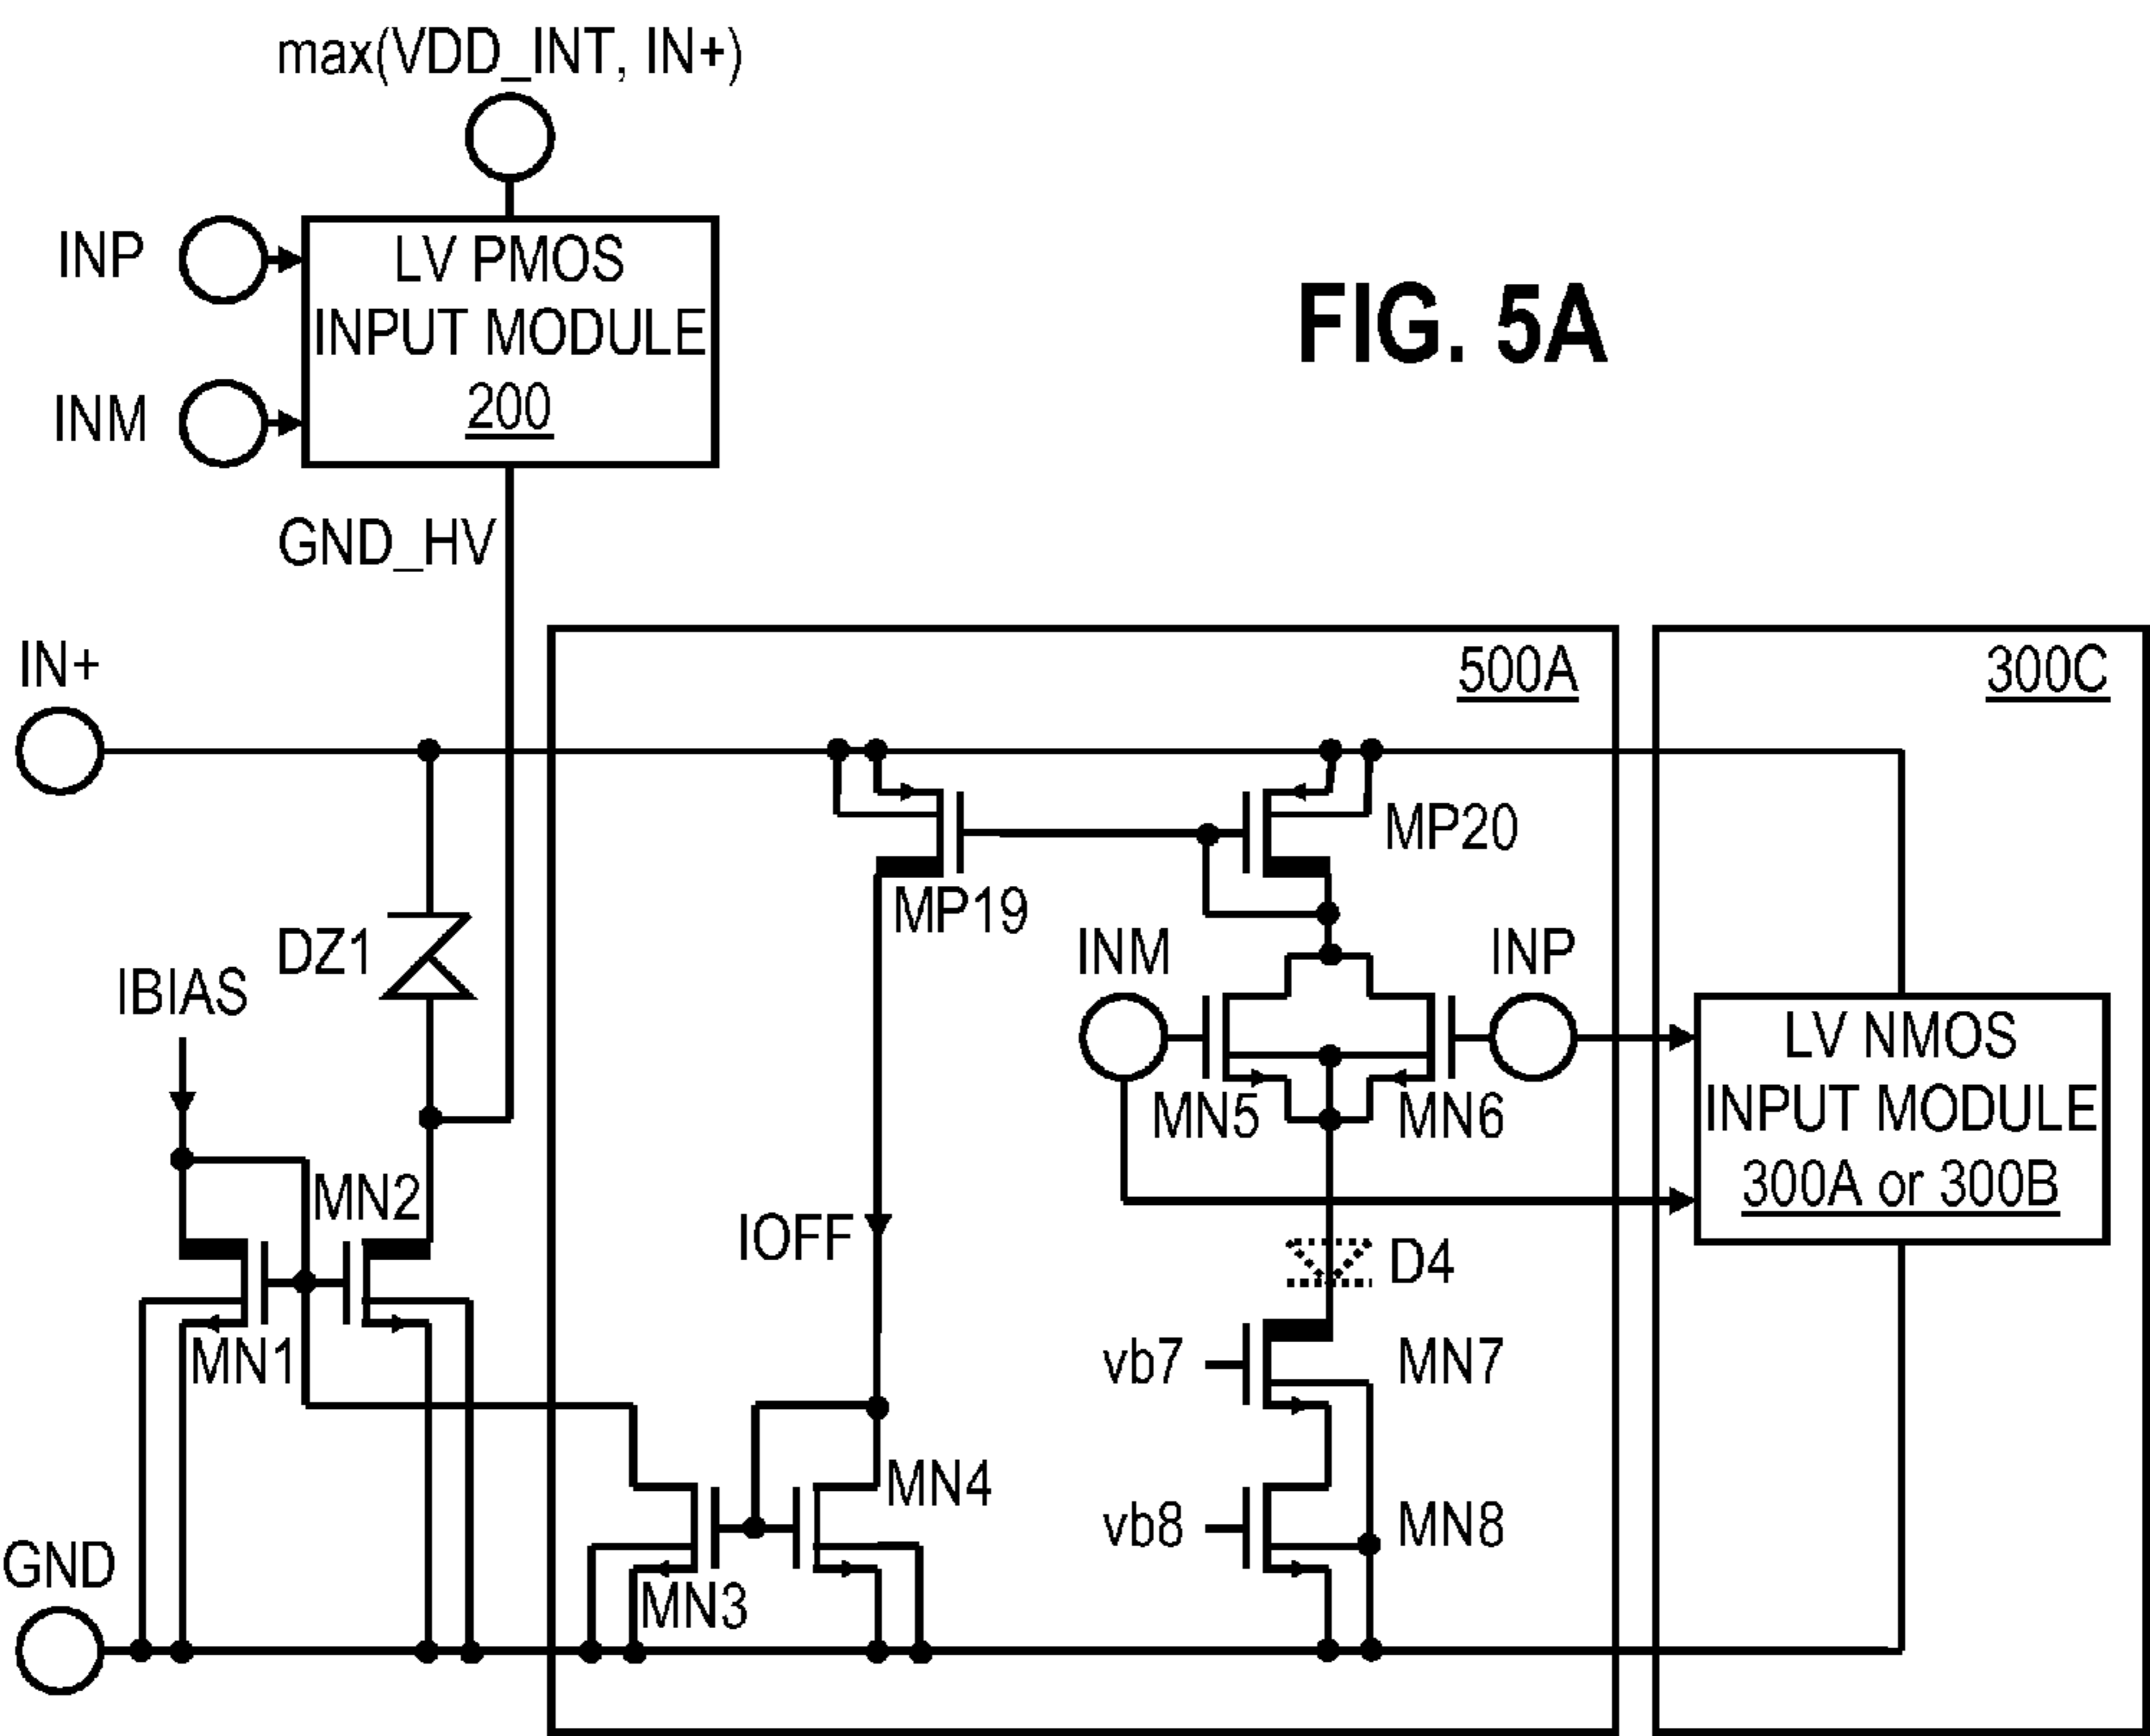 max(VDD_INT, IN+)
INP
LV PMOS
INPUT MODULE
200
INM
FIG. 5A
GND_HV
IN+
500A
300C
MP20
MP19
DZ1
INM
INP
IBIAS
LV NMOS
INPUT MODULE
300A or 300B
MN5
MN6
MN2
IOFF
D4
MN1
vb7
MN7
MN4
vb8
MN8
GND
MN3